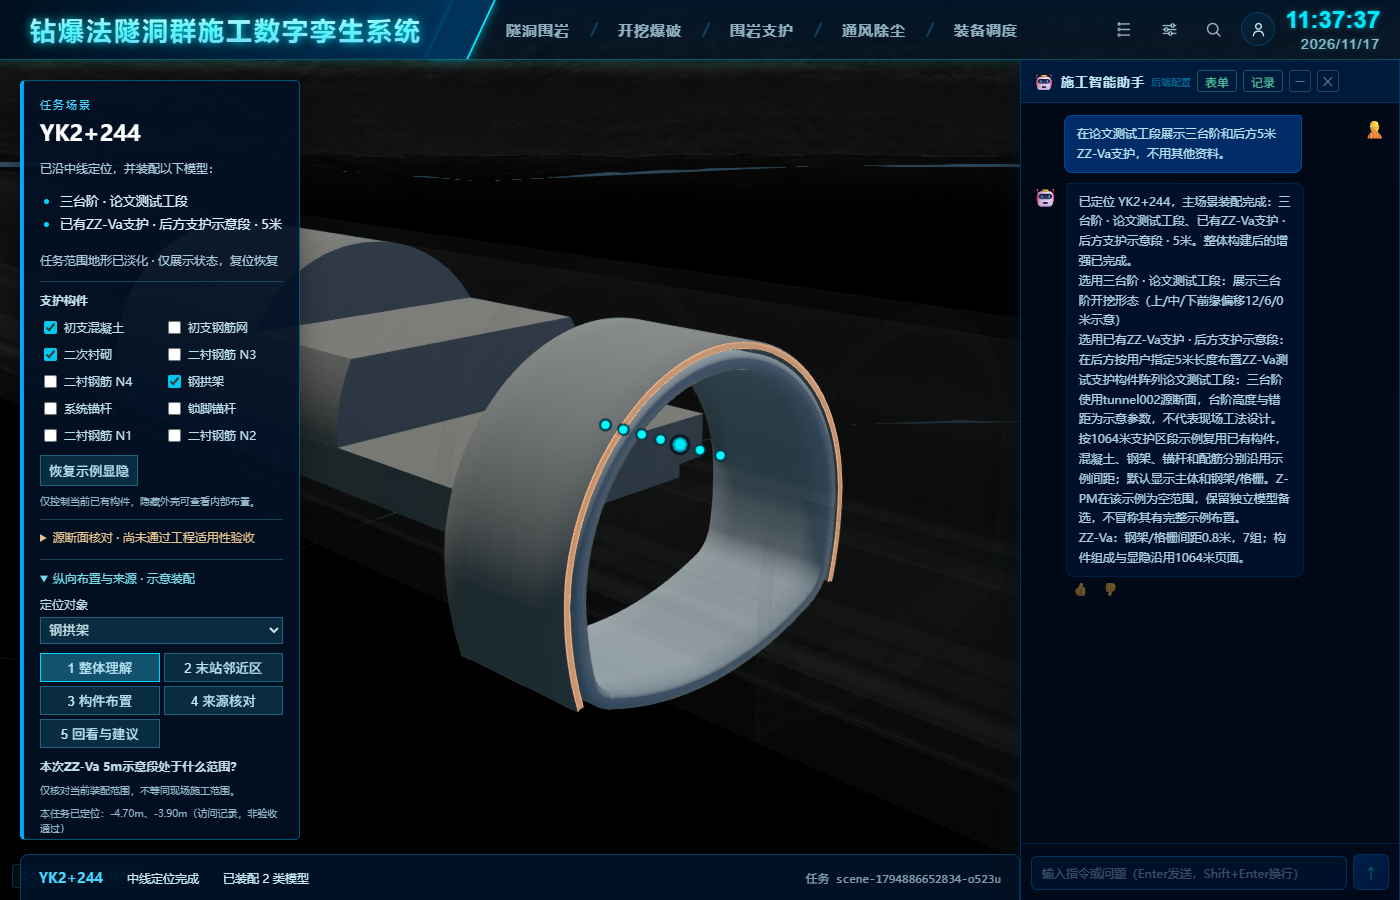 钻爆法隧洞群施工数字孪生系统
隧洞围岩 / 开挖爆破 / 围岩支护 / 通风除尘 / 装备调度
11:37:37
2026/11/17
任务场景
YK2+244
已沿中线定位，并装配以下模型：
三台阶 · 论文测试工段
已有ZZ-Va支护 · 后方支护示意段 · 5米
任务范围地形已淡化 · 仅展示状态，复位恢复
支护构件
初支混凝土 初支钢筋网
二次衬砌 二衬钢筋 N3
二衬钢筋 N4 钢拱架
系统锚杆 锁脚锚杆
二衬钢筋 N1 二衬钢筋 N2
恢复示例显隐
仅控制当前已有构件，隐藏外壳可查看内部布置。
源断面核对 · 尚未通过工程适用性验收
纵向布置与来源 · 示意装配
定位对象
钢拱架
1 整体理解 2 末站邻近区
3 构件布置 4 来源核对
5 回看与建议
本次ZZ-Va 5m示意段处于什么范围？
仅核对当前装配范围，不等同现场施工范围。
本任务已定位：-4.70m、-3.90m（访问记录，非验收
通过）
YK2+244 中线定位完成 已装配 2 类模型 任务 scene-1794886652834-o523u
施工智能助手 后端配置 表单 记录
在论文测试工段展示三台阶和后方5米
ZZ-Va支护，不用其他资料。
已定位 YK2+244，主场景装配完成：三
台阶 · 论文测试工段、已有ZZ-Va支护 ·
后方支护示意段 · 5米。整体构建后的增
强已完成。
选用三台阶 · 论文测试工段：展示三台
阶开挖形态（上/中/下前缘偏移12/6/0
米示意）
选用已有ZZ-Va支护 · 后方支护示意段：
在后方按用户指定5米长度布置ZZ-Va测
试支护构件阵列论文测试工段：三台阶
使用tunnel002源断面，台阶高度与错
距为示意参数，不代表现场工法设计。
按1064米支护区段示例复用已有构件，
混凝土、钢架、锚杆和配筋分别沿用示
例间距；默认显示主体和钢架/格栅。Z-
PM在该示例为空范围，保留独立模型备
选，不冒称其有完整示例布置。
ZZ-Va：钢架/格栅间距0.8米，7组；构
件组成与显隐沿用1064米页面。
输入指令或问题（Enter发送，Shift+Enter换行）